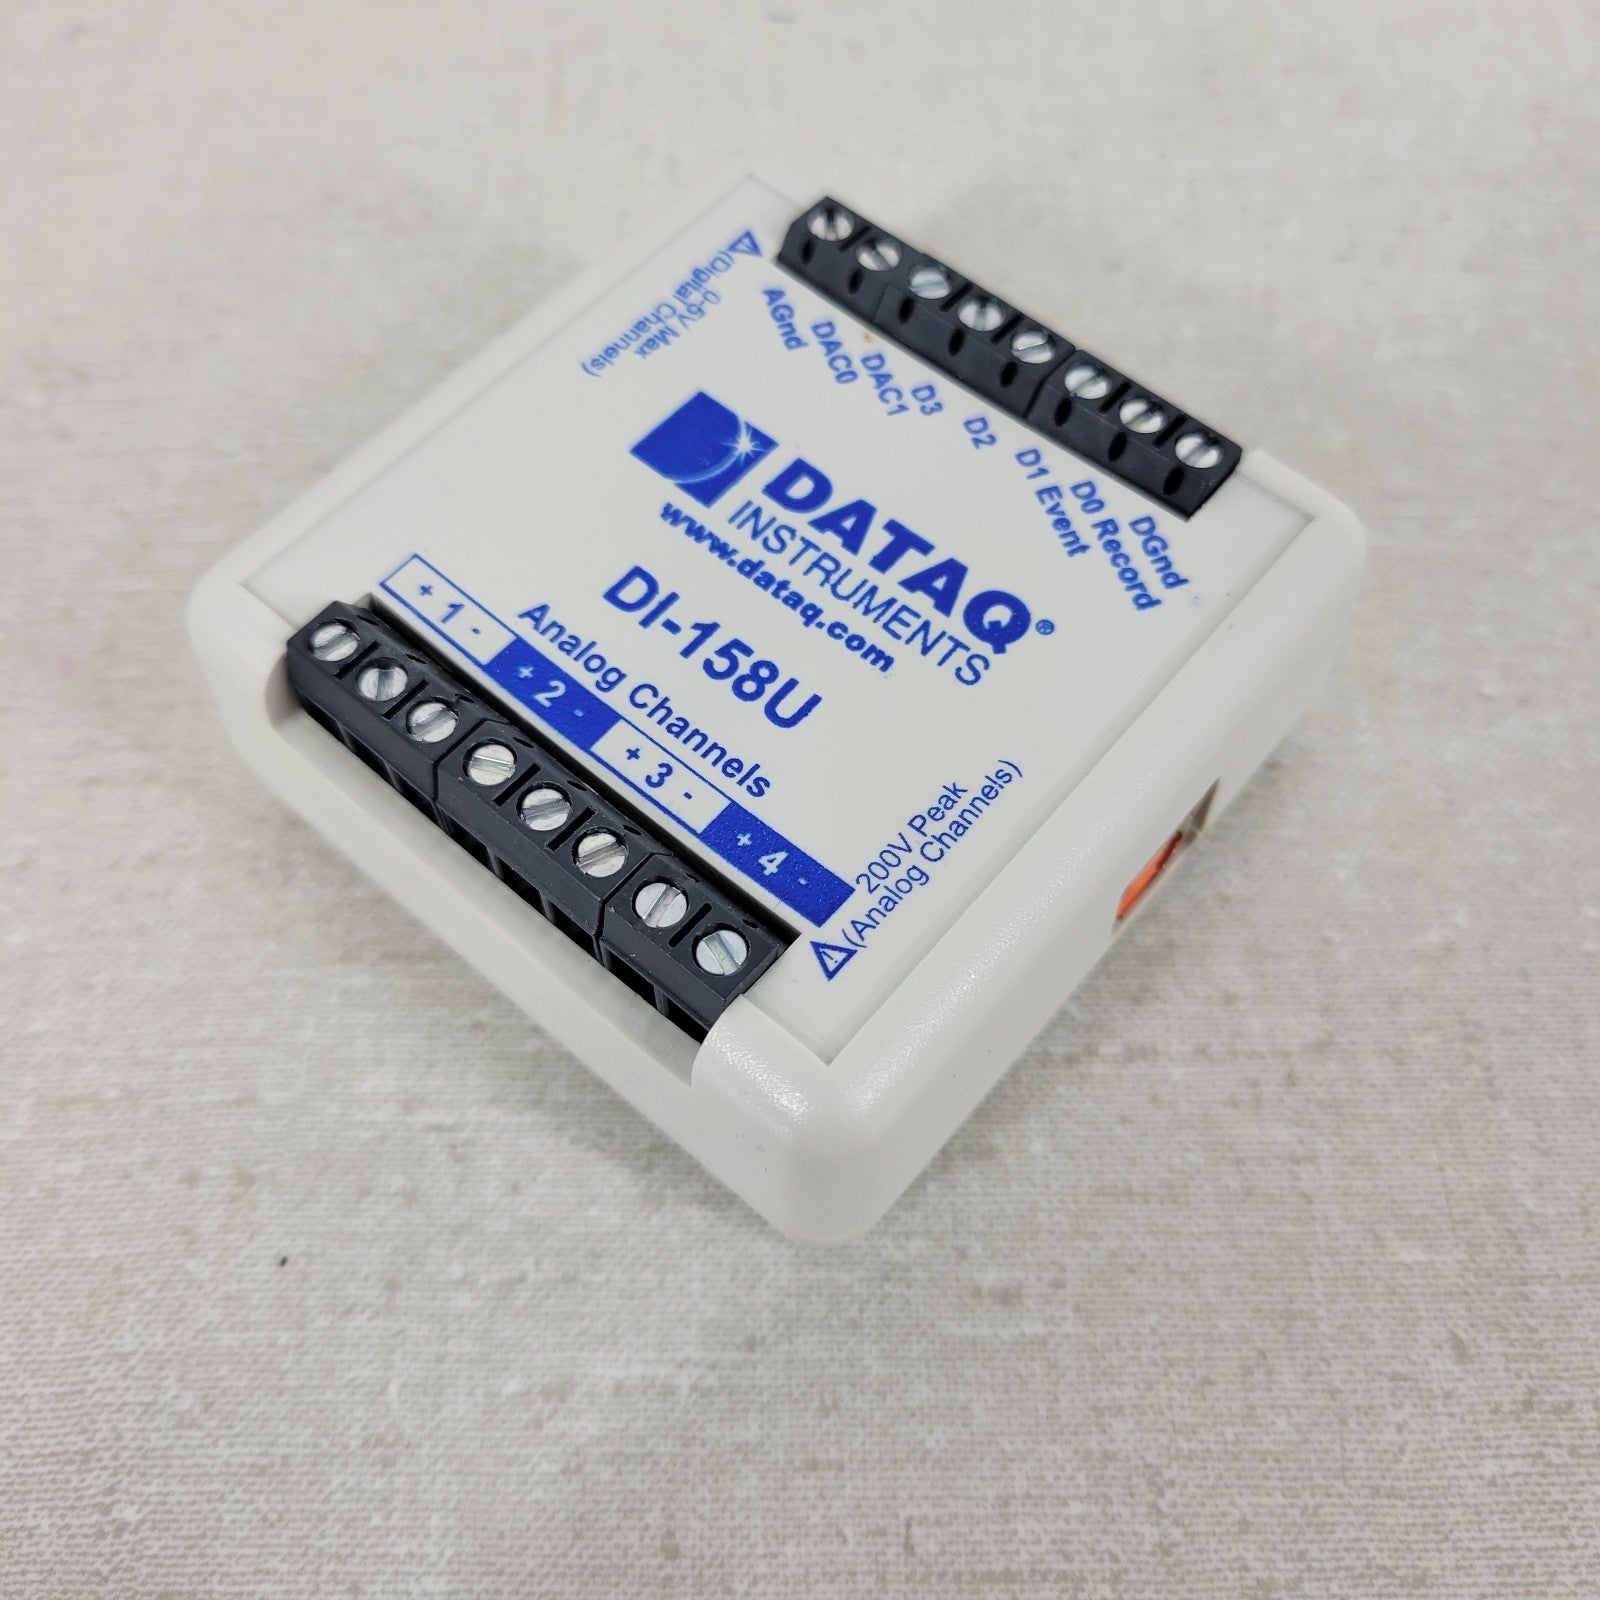 0-5V Max
(Digital Channels)
AGnd
DAC0
DAC1
D3
D2
D1 Event
D0 Record
DGnd
DATAQ®
INSTRUMENTS
www.dataq.com
DI-158U
Analog Channels
+ 1 -
+ 2 -
+ 3 -
+ 4 -
200V Peak
(Analog Channels)